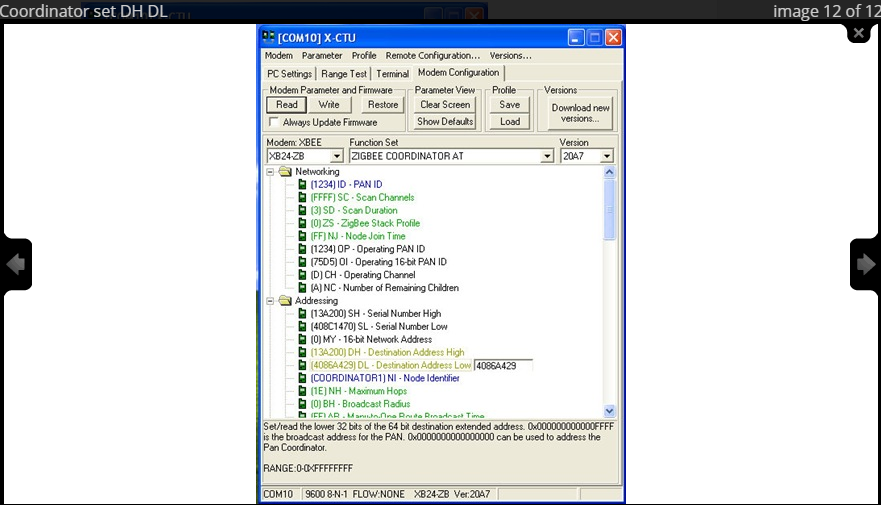 Coordinator set DH DL
image 12 of 12
[COM10] X-CTU
Modem Parameter Profile Remote Configuration... Versions...
PC Settings Range Test Terminal Modem Configuration
Modem Parameter and Firmware Parameter View Profile Versions
Read Write Restore Clear Screen Save Download new versions...
Always Update Firmware Show Defaults Load
Modem: XBEE Function Set Version
XB24-ZB ZIGBEE COORDINATOR AT 20A7
Networking
(1234) ID - PAN ID
(FFFF) SC - Scan Channels
(3) SD - Scan Duration
(0) ZS - ZigBee Stack Profile
(FF) NJ - Node Join Time
(1234) OP - Operating PAN ID
(75D5) OI - Operating 16-bit PAN ID
(D) CH - Operating Channel
(A) NC - Number of Remaining Children
Addressing
(13A200) SH - Serial Number High
(408C1470) SL - Serial Number Low
(0) MY - 16-bit Network Address
(13A200) DH - Destination Address High
(4086A429) DL - Destination Address Low 4086A429
(COORDINATOR1) NI - Node Identifier
(1E) NH - Maximum Hops
(0) BH - Broadcast Radius
(FF) AR - Many-to-One Route Broadcast Time
Set/read the lower 32 bits of the 64 bit destination extended address. 0x000000000000FFFF
is the broadcast address for the PAN. 0x0000000000000000 can be used to address the
Pan Coordinator.
RANGE:0-0XFFFFFFFF
COM10 9600 8-N-1 FLOW:NONE XB24-ZB Ver:20A7